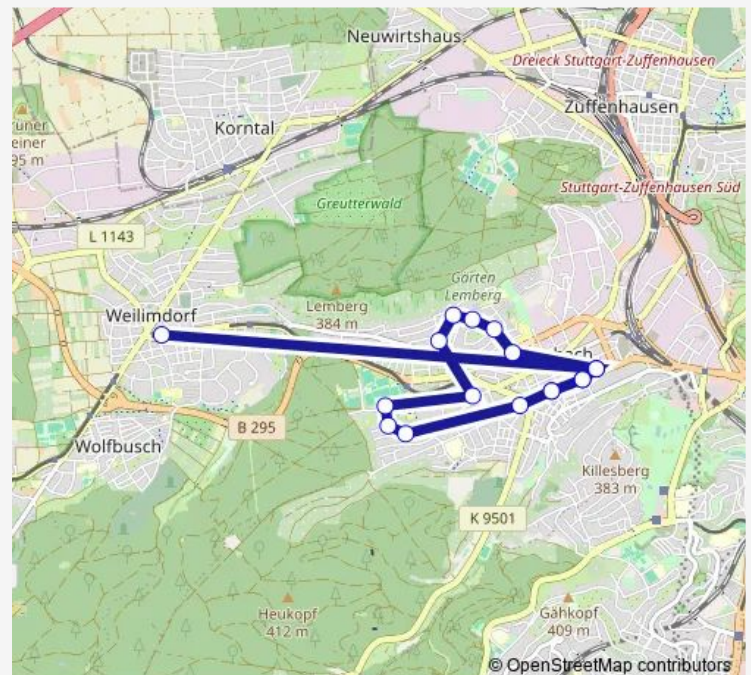 Neuwirtshaus
Dreieck Stuttgart-Zuffenhausen
Zuffenhausen
Korntal
Stuttgart-Zuffenhausen Süd
Greutterwald
L 1143
Gärten
Lemberg
Lemberg
384 m
Weilimdorf
B 295
Wolfbusch
Killesberg
383 m
K 9501
Heukopf
412 m
Gähkopf
409 m
© OpenStreetMap contributors